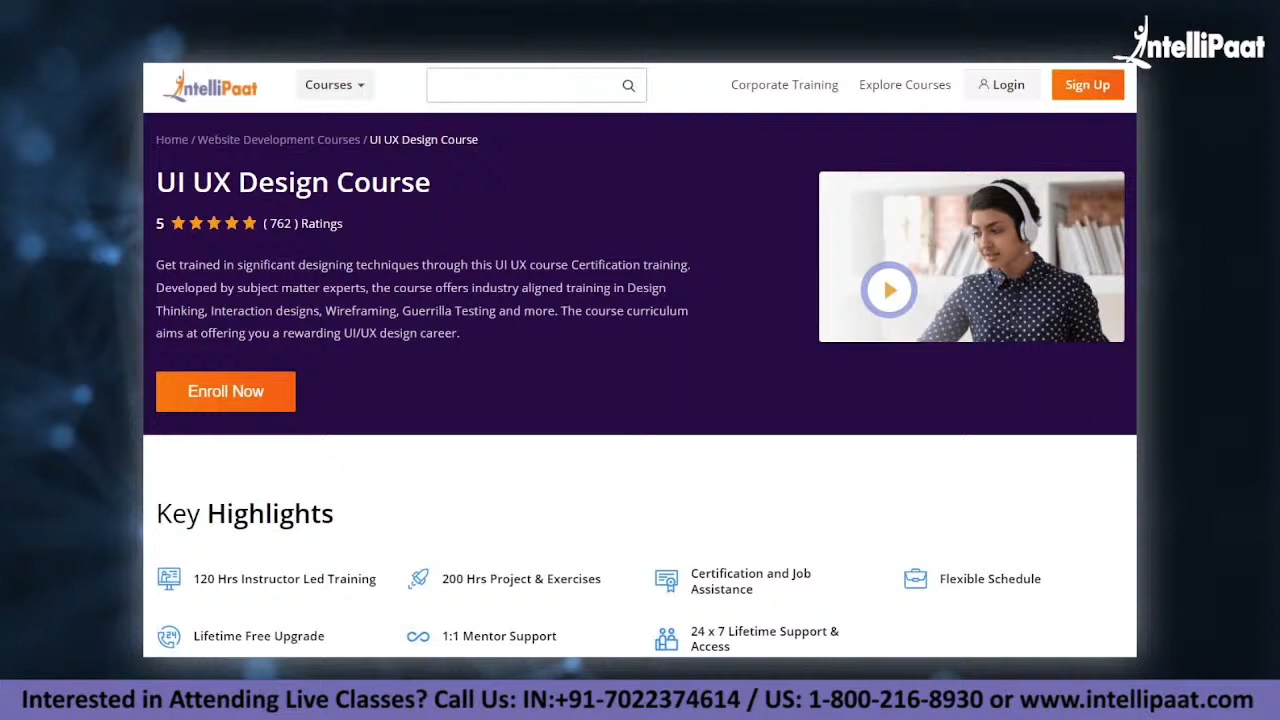 IntelliPaat
IntelliPaat
Courses
Corporate Training
Explore Courses
Login
Sign Up
Home / Website Development Courses / UI UX Design Course
UI UX Design Course
5 ( 762 ) Ratings
Get trained in significant designing techniques through this UI UX course Certification training.
Developed by subject matter experts, the course offers industry aligned training in Design
Thinking, Interaction designs, Wireframing, Guerrilla Testing and more. The course curriculum
aims at offering you a rewarding UI/UX design career.
Enroll Now
Key Highlights
120 Hrs Instructor Led Training
200 Hrs Project & Exercises
Certification and Job
Assistance
Flexible Schedule
24
Lifetime Free Upgrade
1:1 Mentor Support
24 x 7 Lifetime Support &
Access
Interested in Attending Live Classes? Call Us: IN:+91-7022374614 / US: 1-800-216-8930 or www.intellipaat.com